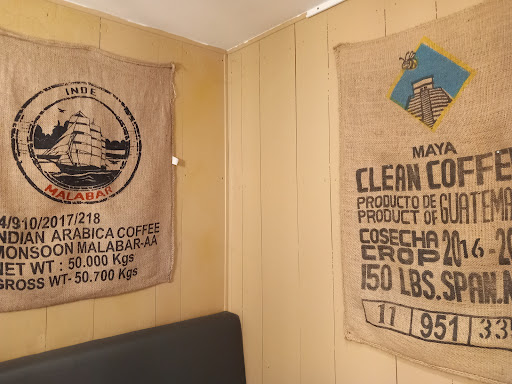 INDE
MALABAR
4/910/2017/218
NDIAN ARABICA COFFEE
MONSOON MALABAR-AA
NET WT : 50.000 Kgs
GROSS WT- 50.700 Kgs
MAYA
CLEAN COFFE
PRODUCTO DE
PRODUCT OF GUATEMA
COSECHA
CROP 2016-20
150 LBS.SPAN.N
11 951 33